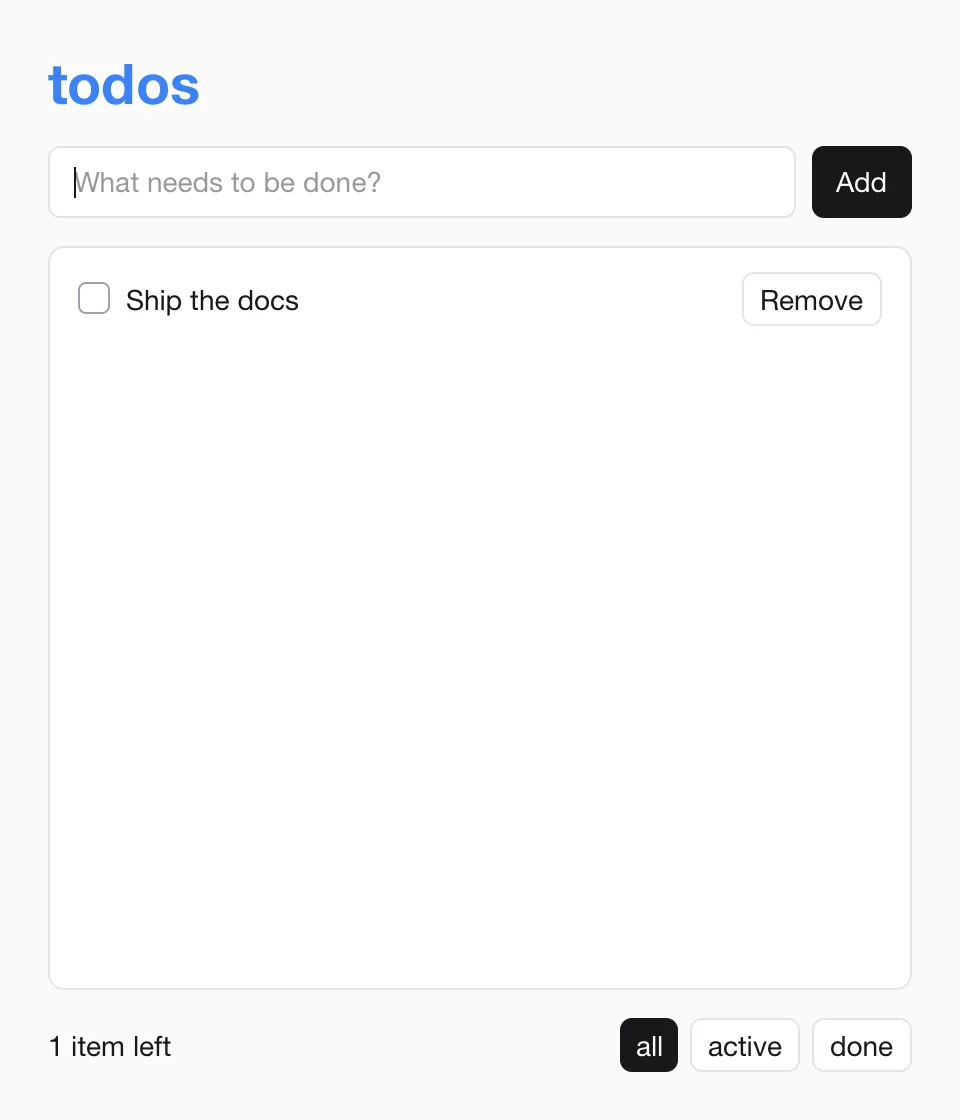 todos
What needs to be done?
Add
Ship the docs
Remove
1 item left
all
active
done